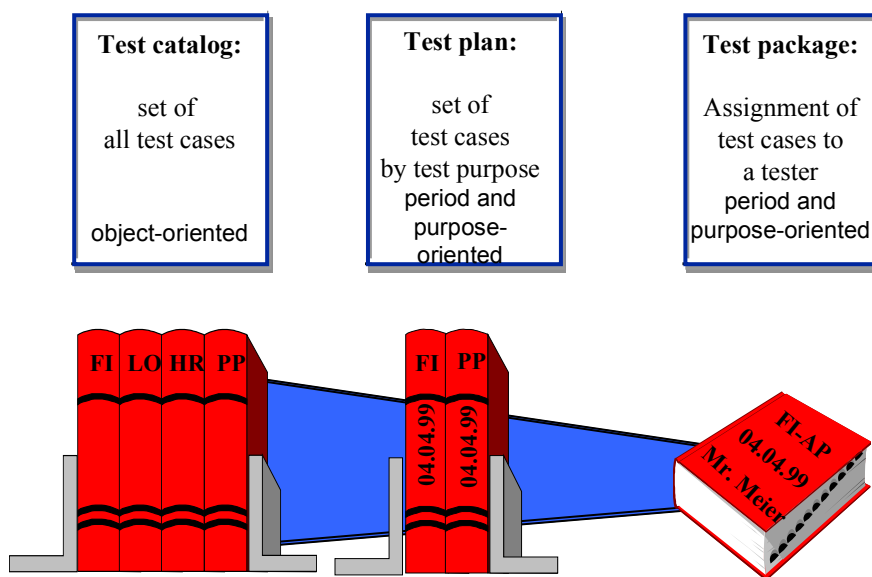 Test catalog:
set of
all test cases
object-oriented
Test plan:
set of
test cases
by test purpose
period and
purpose-
oriented
Test package:
Assignment of
test cases to
a tester
period and
purpose-oriented
FI LO HR PP
FI PP
04.04.99 04.04.99
FI-AP
04.04.99
Mr. Meier